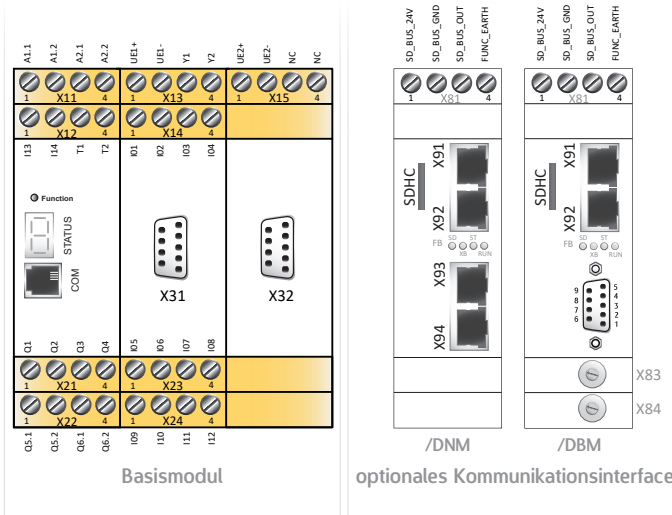 A1.1 A1.2 A2.1 A2.2 UE1+ UE1- Y1 Y2 UE2+ UE2- NC NC
1 X11 4 1 X13 4 1 X15 4
1 X12 4 1 X14 4
I13 I14 T1 T2 I01 I02 I03 I04
Function
STATUS
COM
X31 X32
Q1 Q2 Q3 Q4 I05 I06 I07 I08
1 X21 4 1 X23 4
1 X22 4 1 X24 4
Q5.1 Q5.2 Q6.1 Q6.2 I09 I10 I11 I12
Basismodul
SD_BUS_24V SD_BUS_GND SD_BUS_OUT FUNC_EARTH
1 X81 4
SDHC X91
X92
SD ST
FB
XB RUN
X93
X94
/DNM
SD_BUS_24V SD_BUS_GND SD_BUS_OUT FUNC_EARTH
1 X81 4
SDHC X91
X92
SD ST
FB
XB RUN
9 5
8 4
7 3
6 2
1
X83
X84
/DBM
optionales Kommunikationsinterface